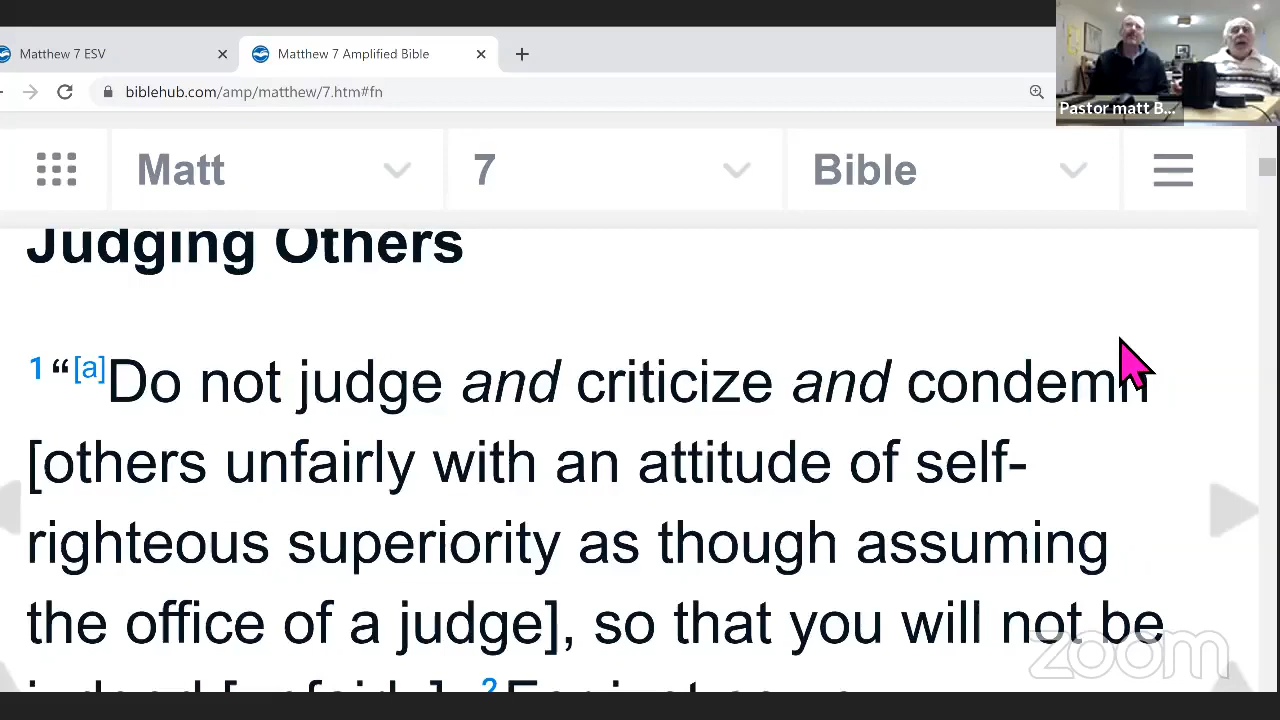 Matthew 7 ESV
Matthew 7 Amplified Bible
biblehub.com/amp/matthew/7.htm#fn
Pastor matt B...
Matt
7
Bible
Judging Others
1 “[a]Do not judge and criticize and condemn
[others unfairly with an attitude of self-
righteous superiority as though assuming
the office of a judge], so that you will not be
2
zoom